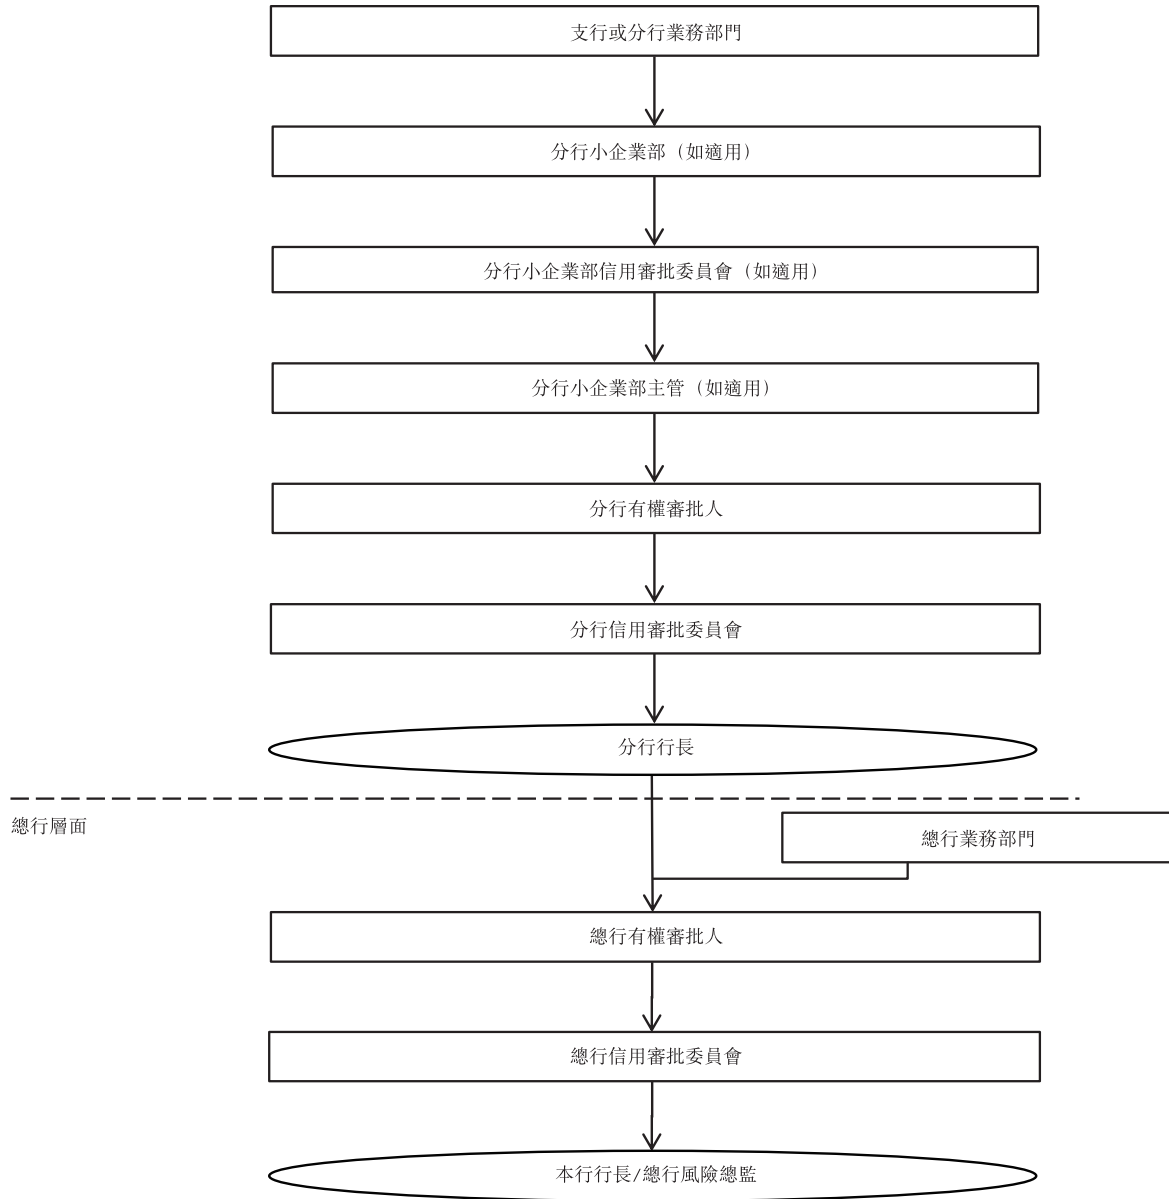 支行或分行業務部門
分行小企業部（如適用）
分行小企業部信用審批委員會（如適用）
分行小企業部主管（如適用）
分行有權審批人
分行信用審批委員會
分行行長
總行層面
總行業務部門
總行有權審批人
總行信用審批委員會
本行行長/總行風險總監